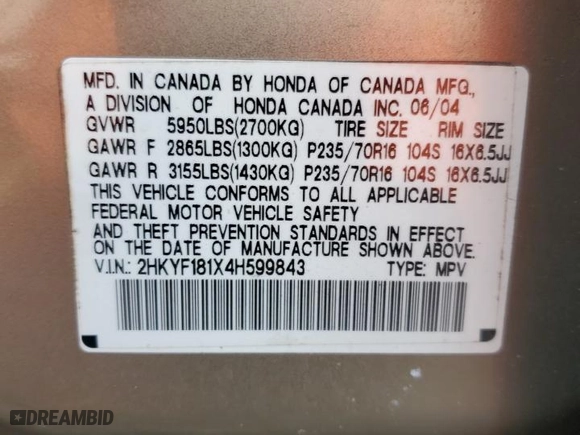 MFD. IN CANADA BY HONDA OF CANADA MFG.,
A DIVISION OF HONDA CANADA INC. 06/04
GVWR 5950LBS(2700KG) TIRE SIZE RIM SIZE
GAWR F 2865LBS(1300KG) P235/70R16 104S 16X6.5JJ
GAWR R 3155LBS(1430KG) P235/70R16 104S 16X6.5JJ
THIS VEHICLE CONFORMS TO ALL APPLICABLE
FEDERAL MOTOR VEHICLE SAFETY
AND THEFT PREVENTION STANDARDS IN EFFECT
ON THE DATE OF MANUFACTURE SHOWN ABOVE.
V.I.N.: 2HKYF181X4H599843 TYPE: MPV
DREAMBID